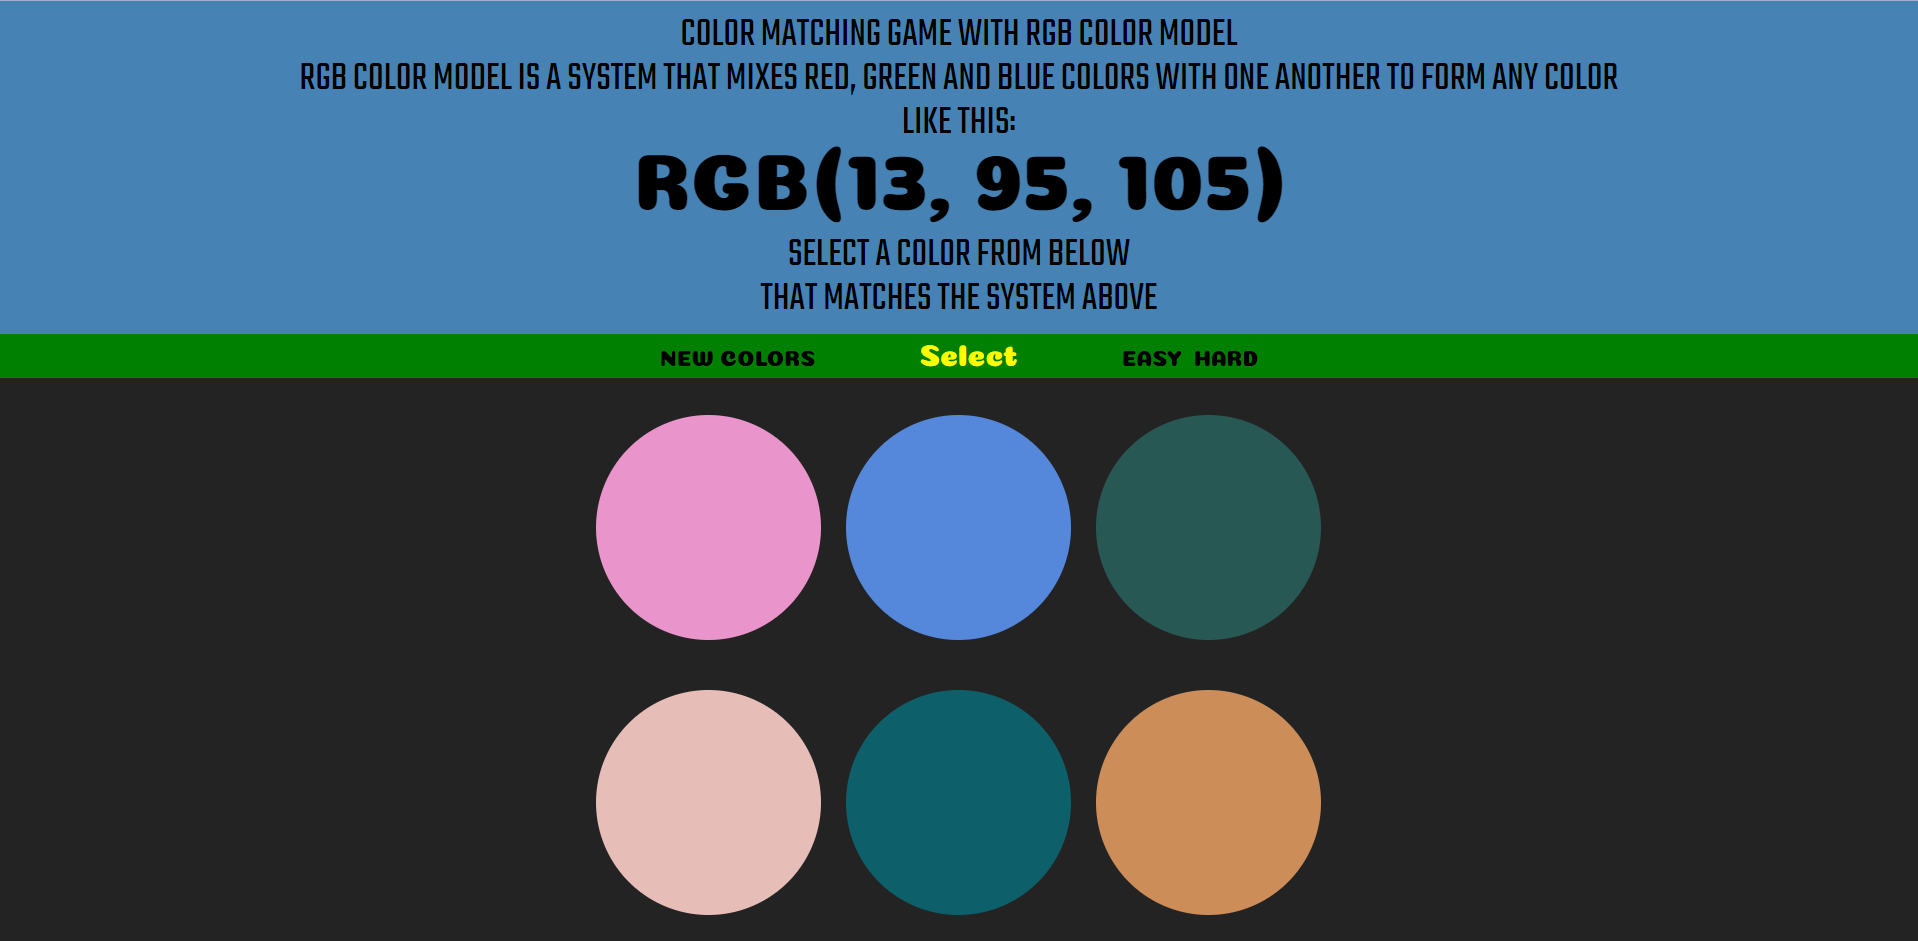 COLOR MATCHING GAME WITH RGB COLOR MODEL
RGB COLOR MODEL IS A SYSTEM THAT MIXES RED, GREEN AND BLUE COLORS WITH ONE ANOTHER TO FORM ANY COLOR
LIKE THIS:
RGB(13, 95, 105)
SELECT A COLOR FROM BELOW
THAT MATCHES THE SYSTEM ABOVE
NEW COLORS Select EASY HARD